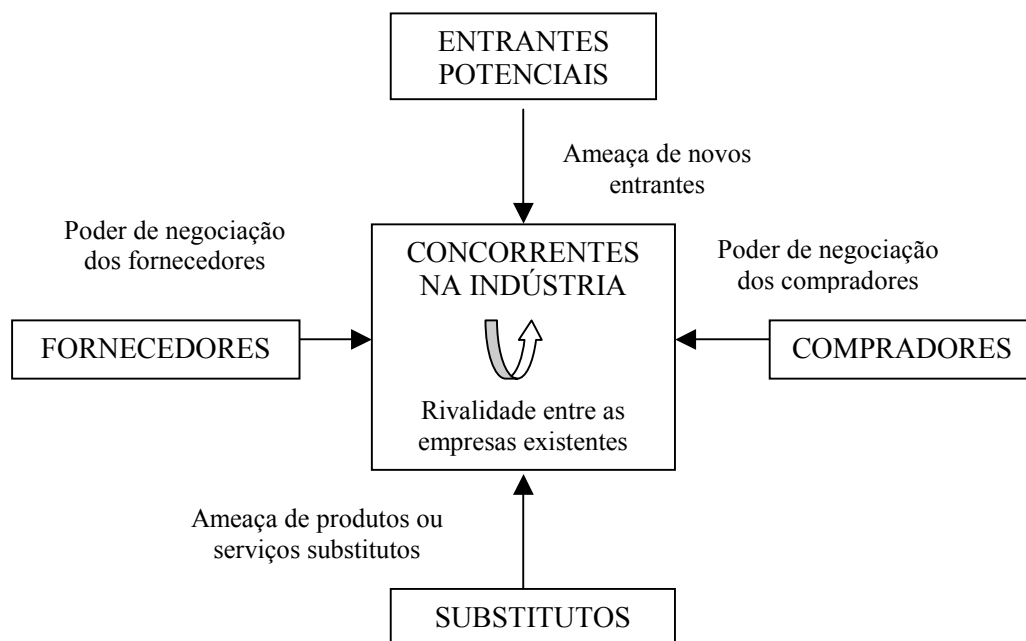 ENTRANTES
POTENCIAIS
Ameaça de novos
entrantes
Poder de negociação
dos fornecedores
CONCORRENTES
NA INDÚSTRIA
Poder de negociação
dos compradores
FORNECEDORES
COMPRADORES
Rivalidade entre as
empresas existentes
Ameaça de produtos ou
serviços substitutos
SUBSTITUTOS